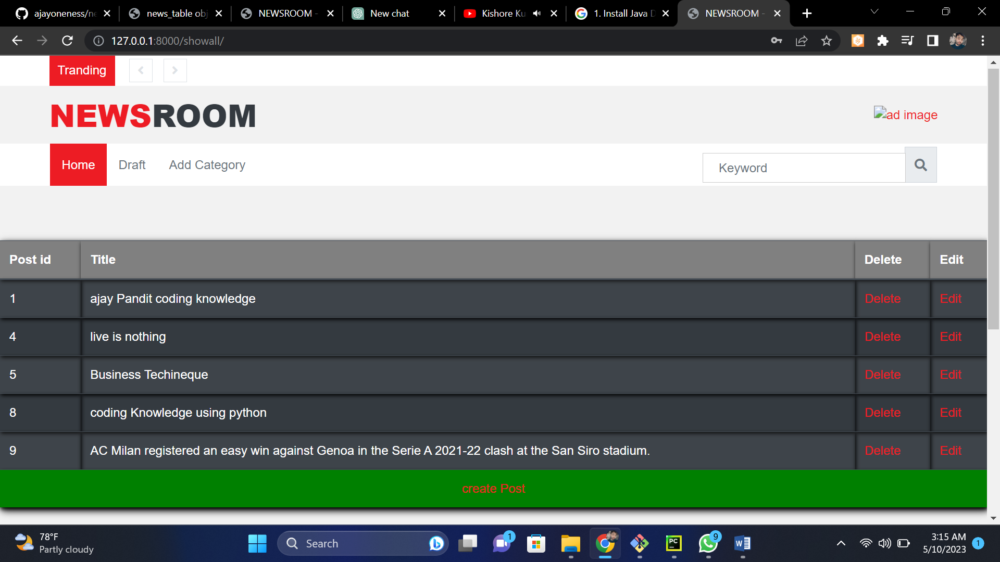 ajayoneness/ne
news_table obj
NEWSROOM -
New chat
Kishore Ku
1. Install Java D
NEWSROOM -
127.0.0.1:8000/showall/
Tranding
NEWSROOM
ad image
Home Draft Add Category
Keyword
Post id Title Delete Edit
1 ajay Pandit coding knowledge Delete Edit
4 live is nothing Delete Edit
5 Business Techineque Delete Edit
8 coding Knowledge using python Delete Edit
9 AC Milan registered an easy win against Genoa in the Serie A 2021-22 clash at the San Siro stadium. Delete Edit
create Post
78°F
Partly cloudy
Search
1
PC
9
W
3:15 AM
5/10/2023
1